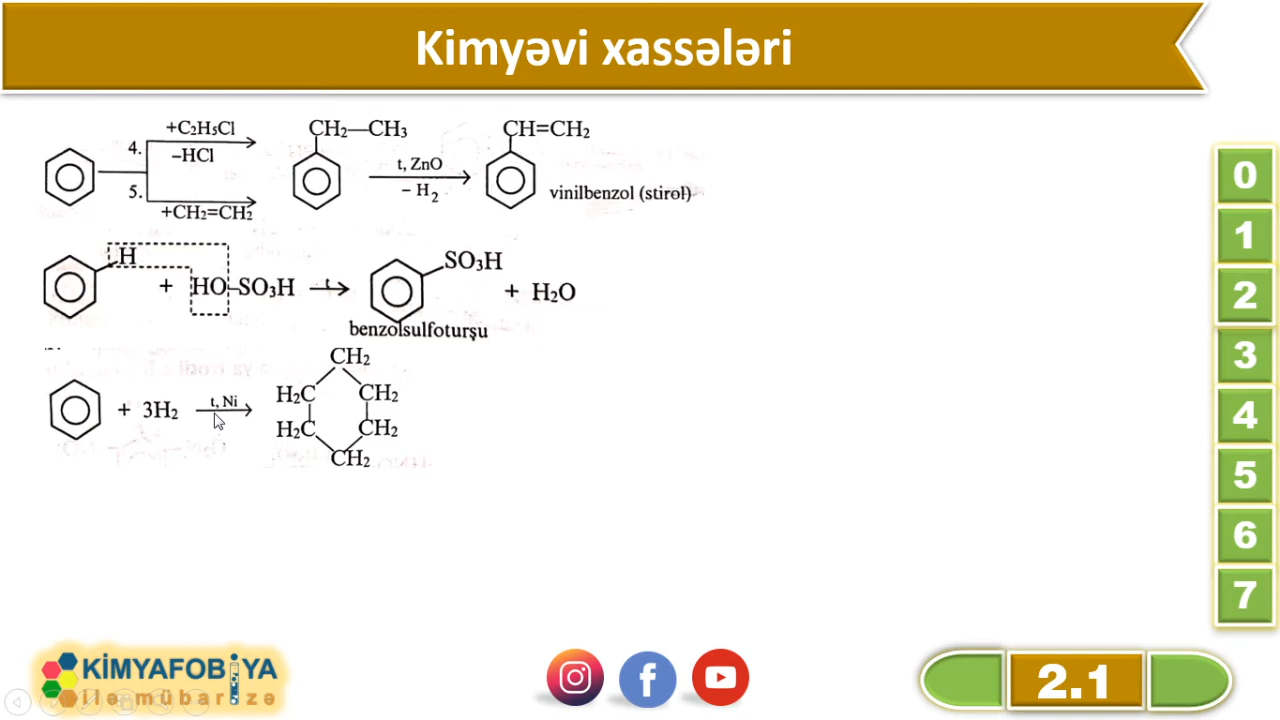 Kimyəvi xassələri
4. +C₂H₅Cl
–HCl
5. +CH₂=CH₂
CH₂—CH₃
t, ZnO
– H₂
CH=CH₂
vinilbenzol (stirol)
H
+ HO–SO₃H t
SO₃H
+ H₂O
benzolsulfoturşu
+ 3H₂ t, Ni
CH₂
H₂C CH₂
H₂C CH₂
CH₂
0
1
2
3
4
5
6
7
KİMYAFOBİYA
ilə mübarizə
2.1